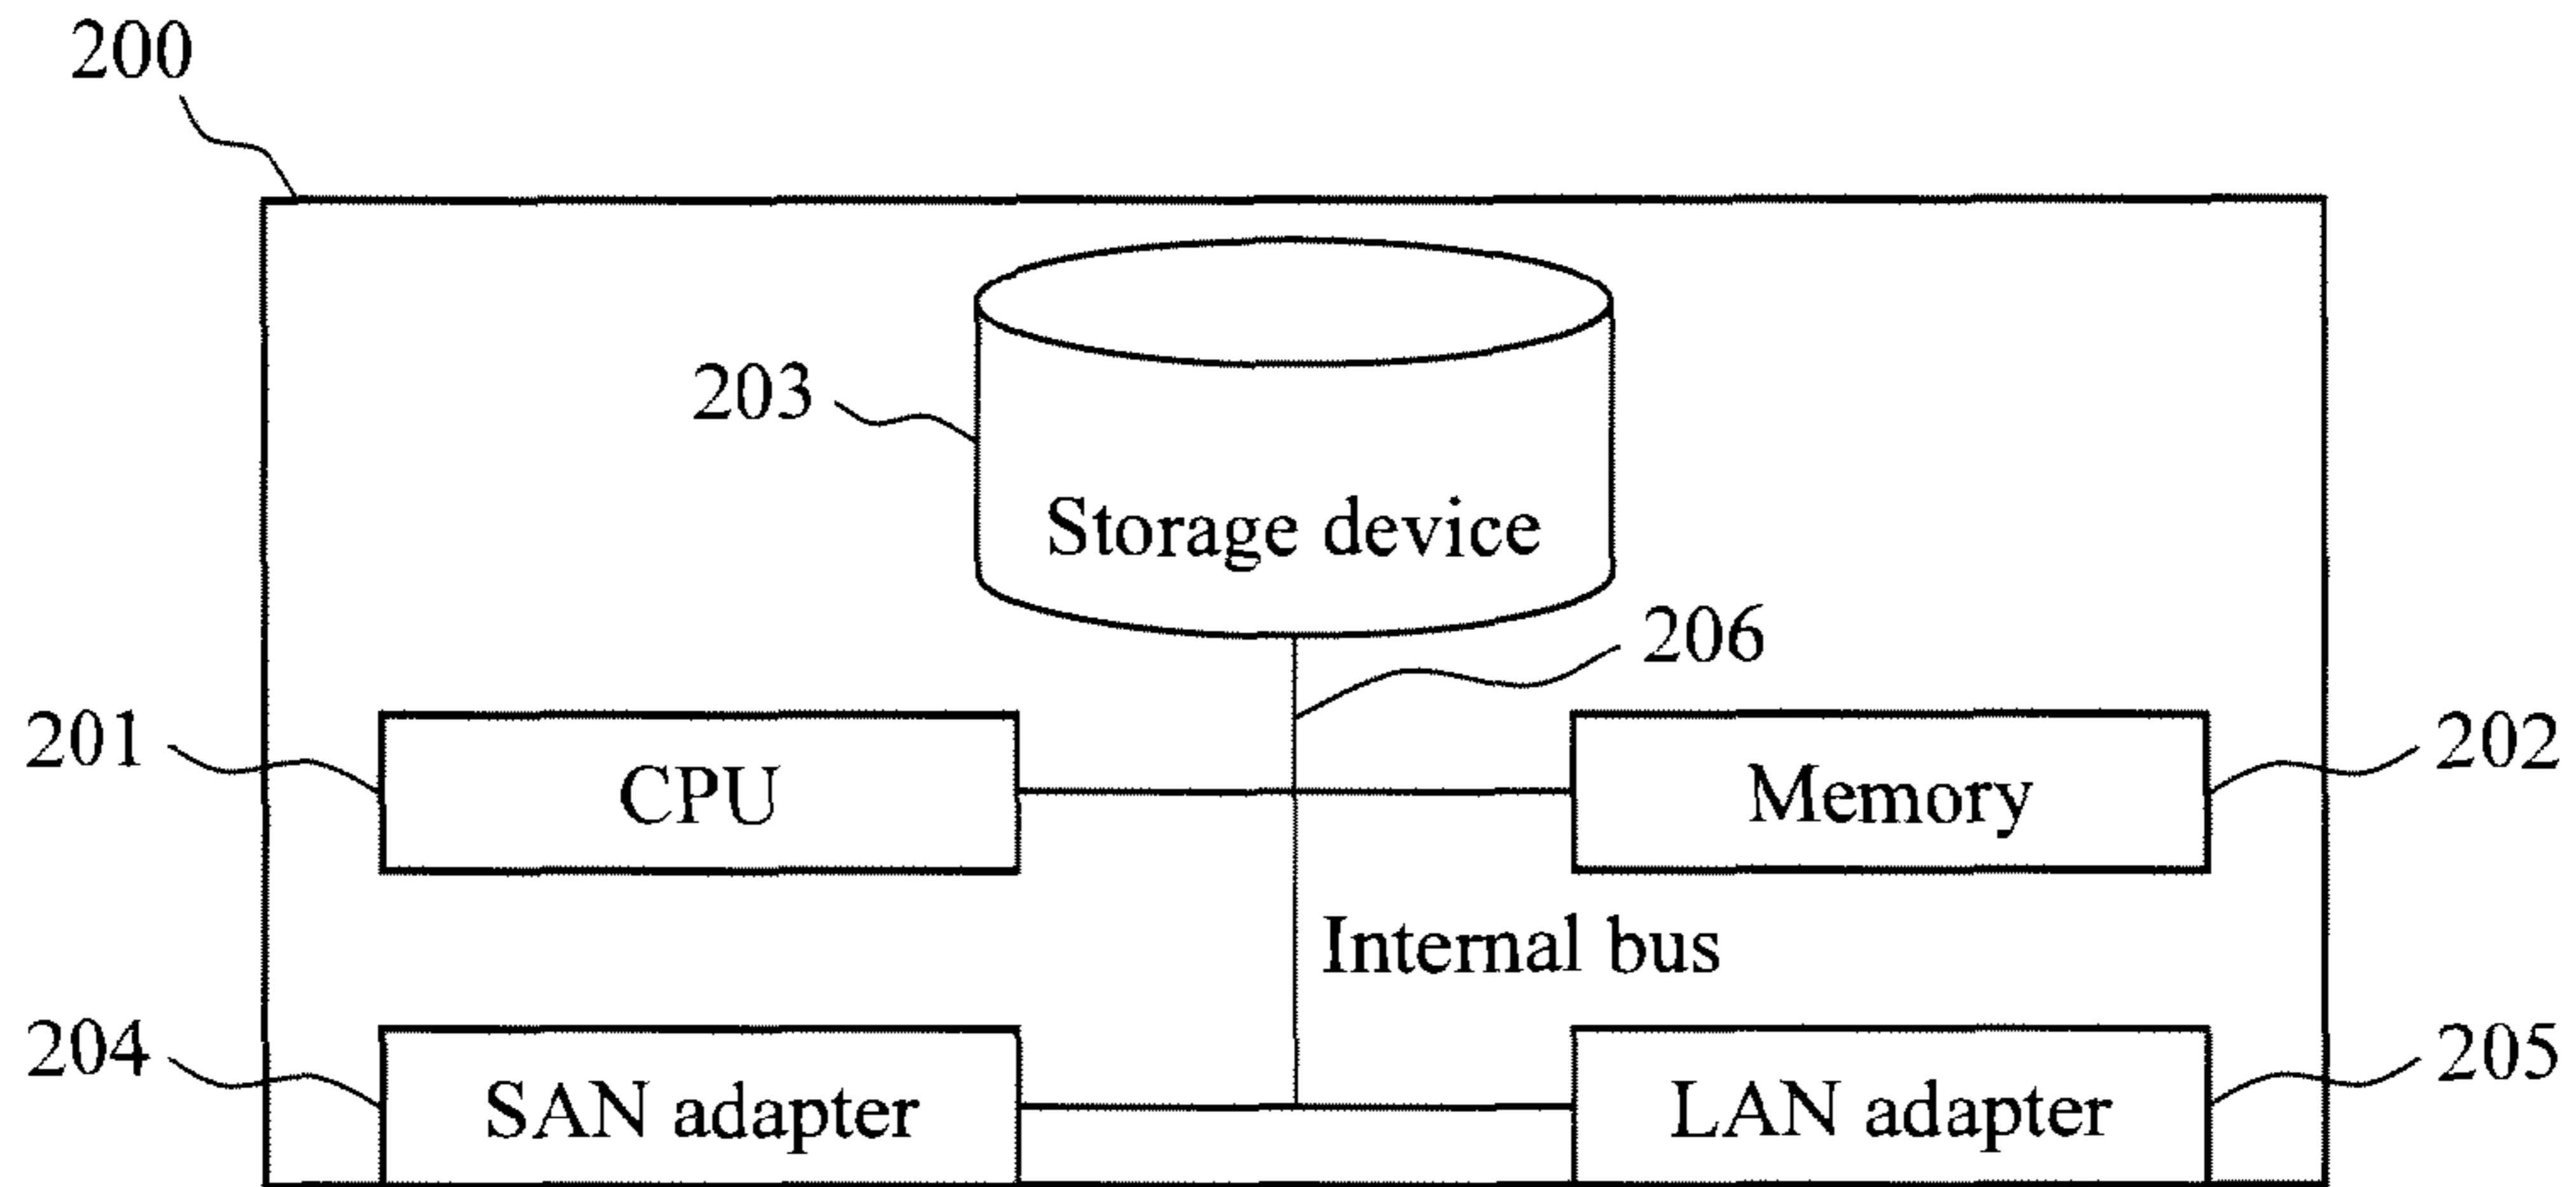 200
203
Storage device
206
201
CPU
Memory
202
Internal bus
204
SAN adapter
LAN adapter
205